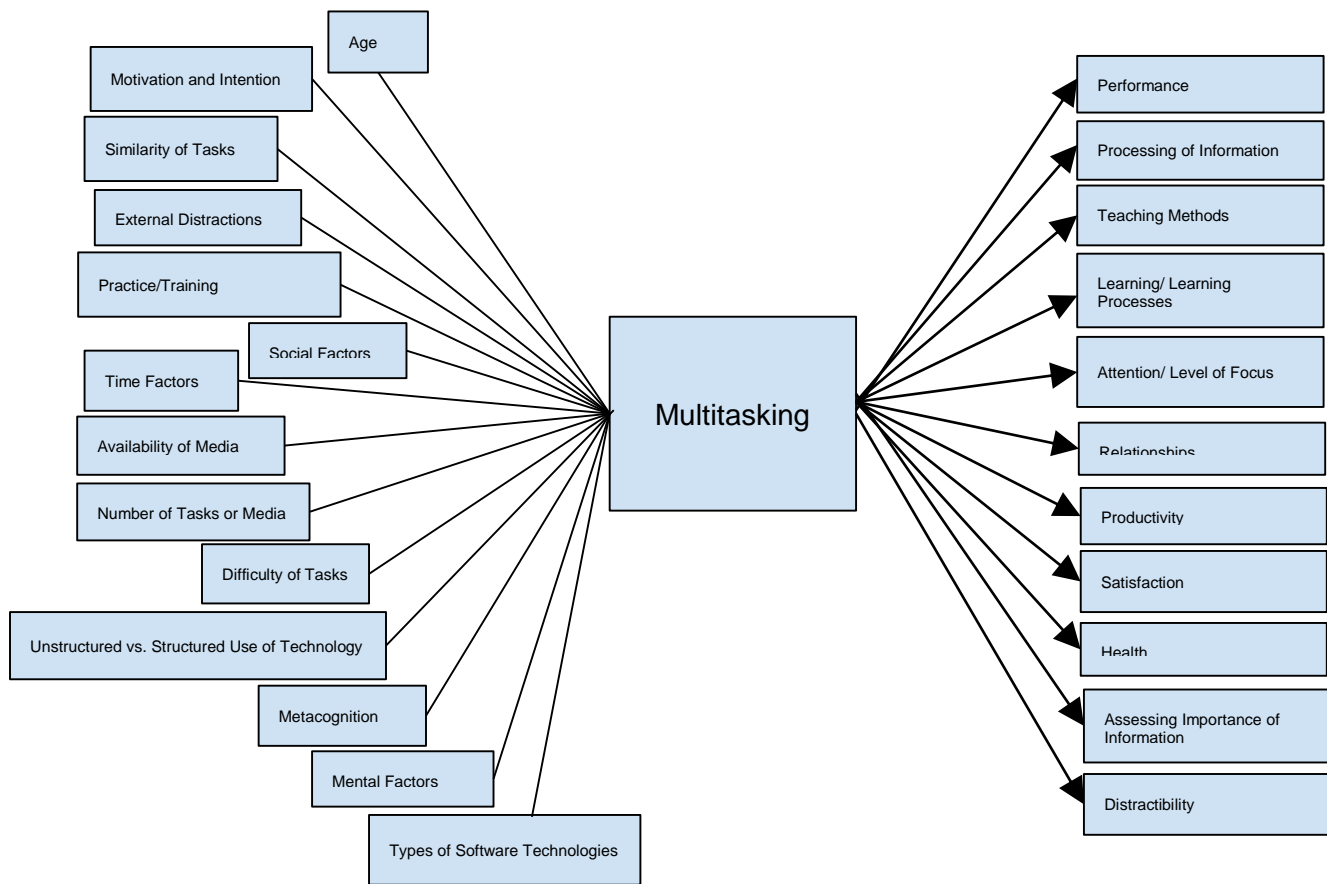 Age
Motivation and Intention
Similarity of Tasks
External Distractions
Practice/Training
Social Factors
Time Factors
Availability of Media
Number of Tasks or Media
Difficulty of Tasks
Unstructured vs. Structured Use of Technology
Metacognition
Mental Factors
Types of Software Technologies
Multitasking
Performance
Processing of Information
Teaching Methods
Learning/ Learning
Processes
Attention/ Level of Focus
Relationships
Productivity
Satisfaction
Health
Assessing Importance of
Information
Distractibility